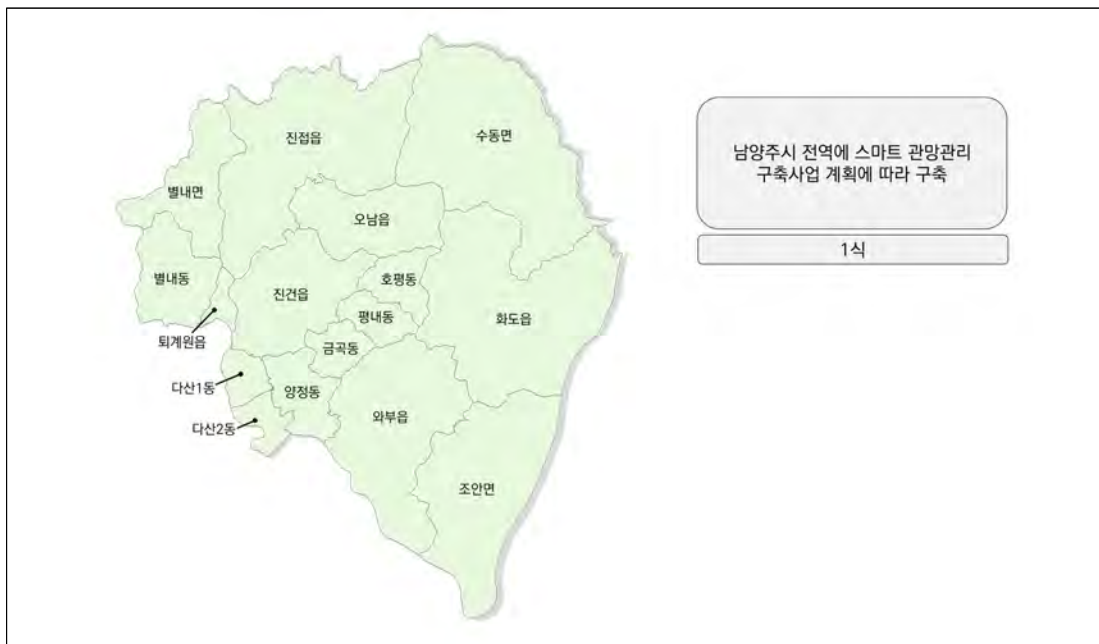 수동면
진접읍
별내면
오남읍
별내동
호평동
진건읍
평내동
화도읍
퇴계원읍
금곡동
다산1동
양정동
와부읍
다산2동
조안면
남양주시 전역에 스마트 관망관리
구축사업 계획에 따라 구축
1식